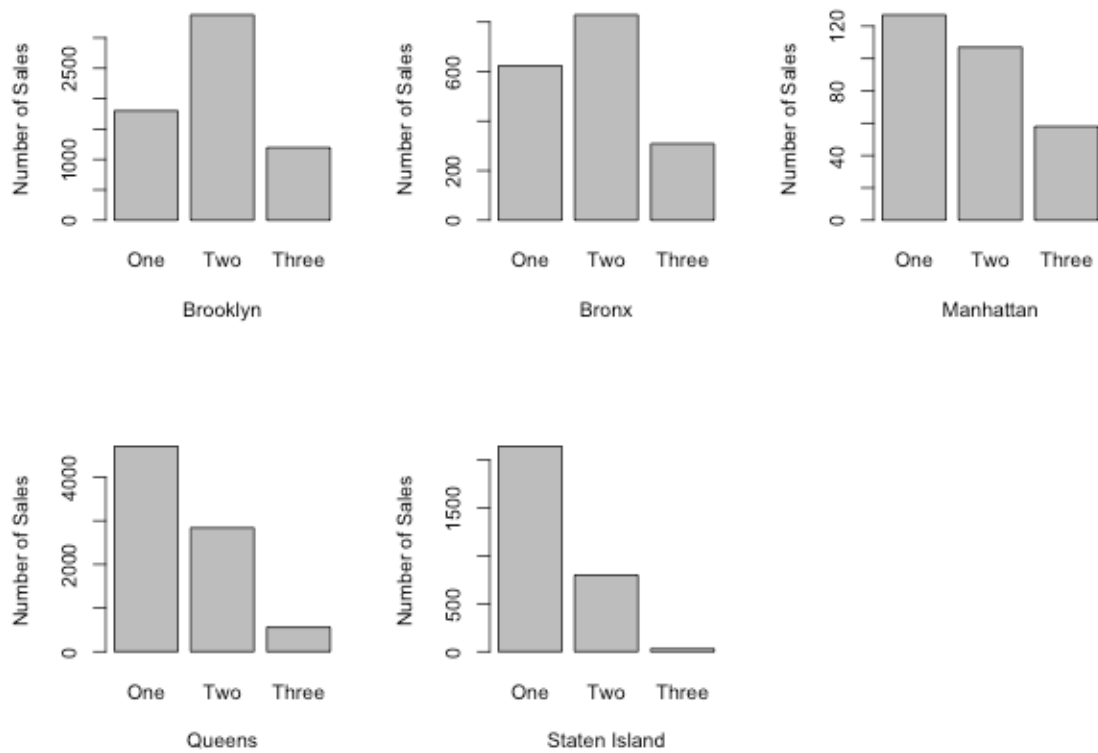 Number of Sales
0 1000 2500
One Two Three
Brooklyn
Number of Sales
0 200 600
One Two Three
Bronx
Number of Sales
0 40 80 120
One Two Three
Manhattan
Number of Sales
0 2000 4000
One Two Three
Queens
Number of Sales
0 500 1500
One Two Three
Staten Island